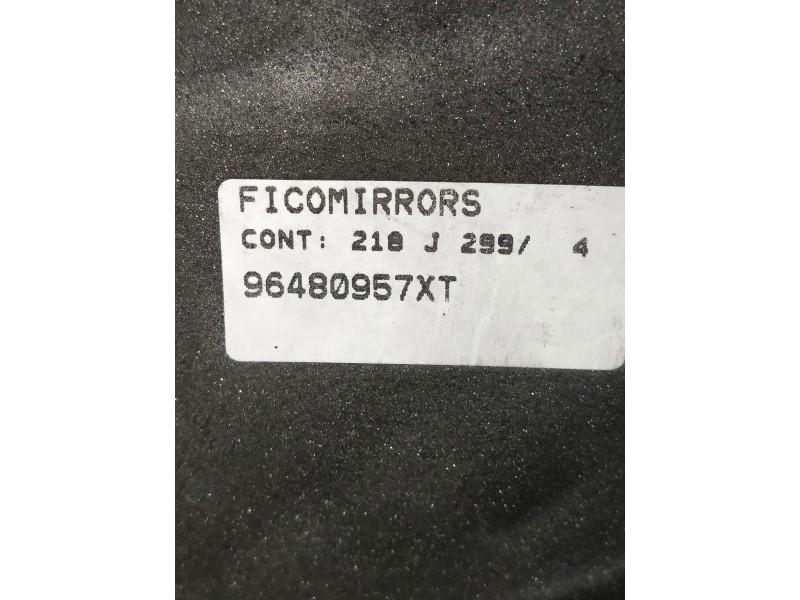 FICOMIRRORS
CONT: 218 J 299/ 4
96480957XT